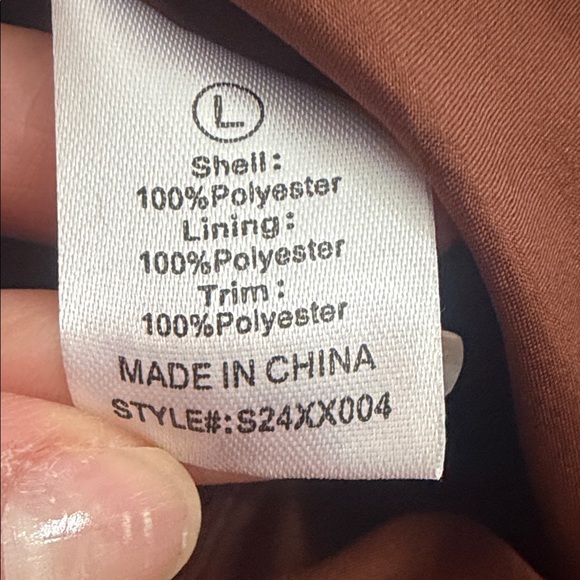 L
Shell:
100%Polyester
Lining:
100%Polyester
Trim:
100%Polyester
MADE IN CHINA
STYLE#:S24XX004